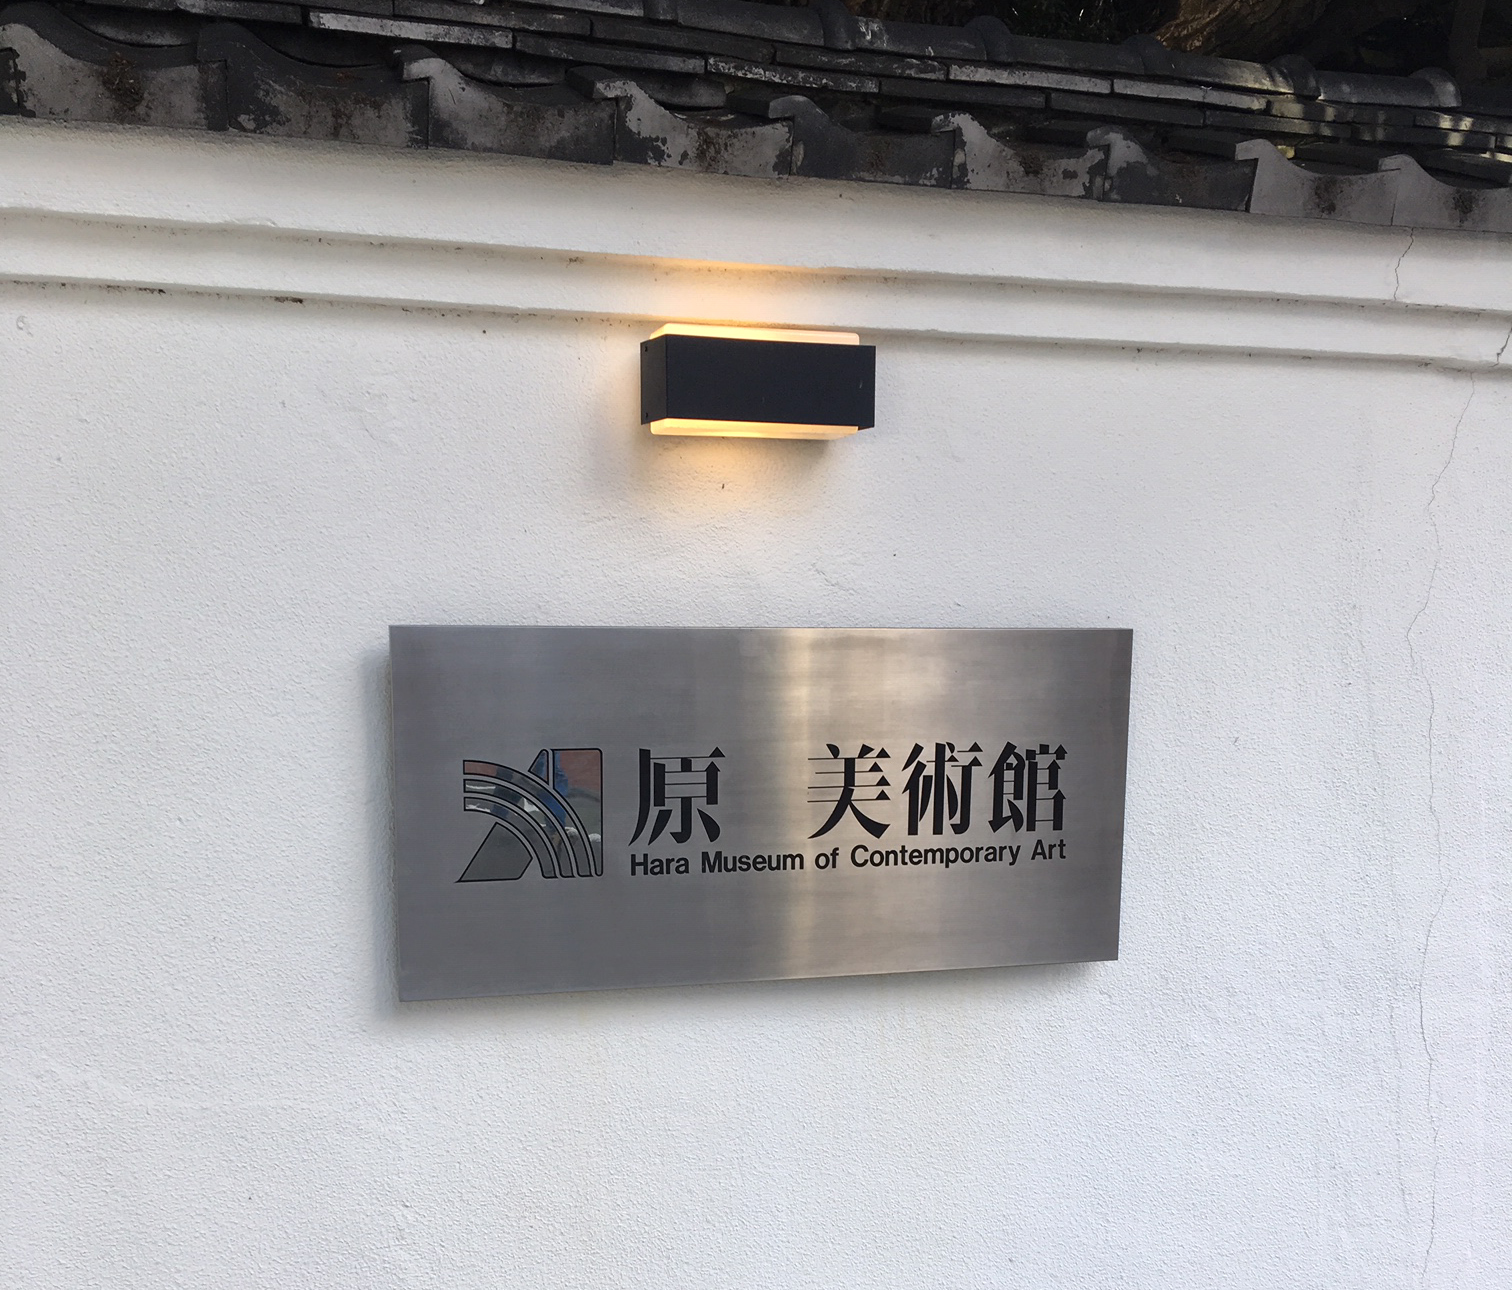 原　美術館
Hara Museum of Contemporary Art